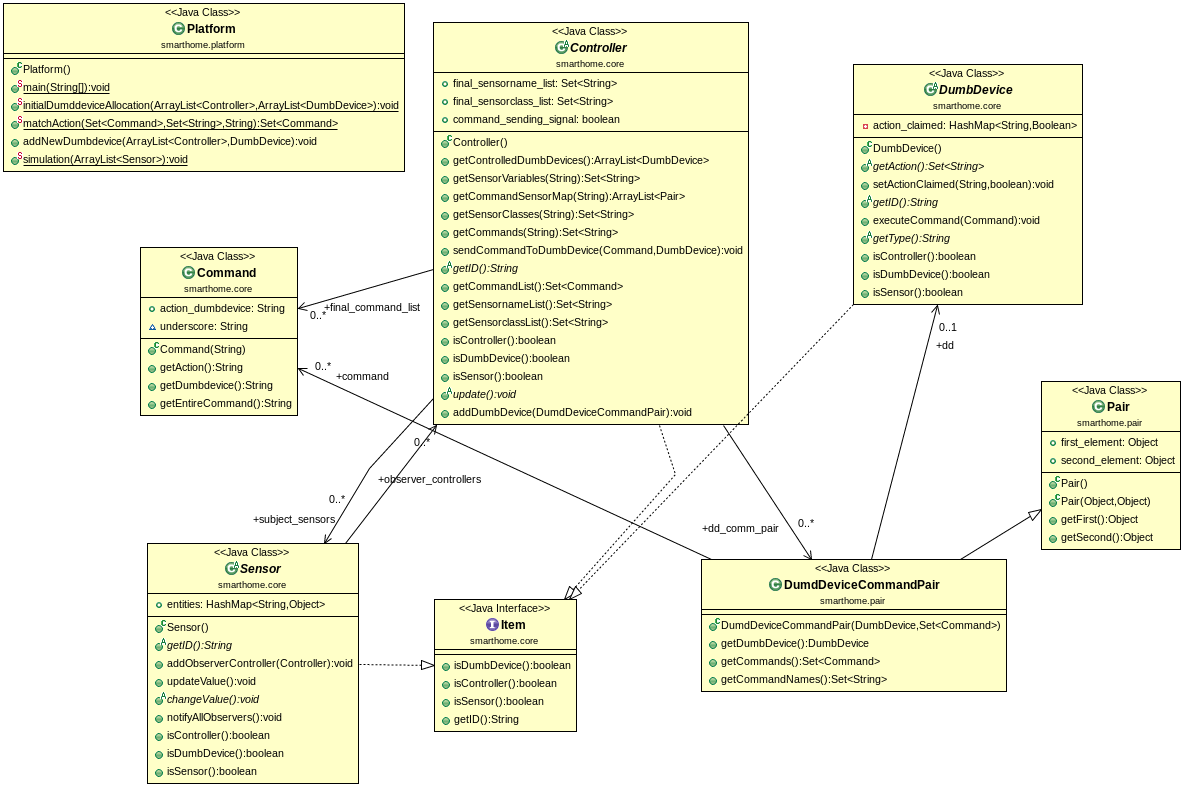 <<Java Class>>
Platform
smarthome.platform
Platform()
main(String[]):void
initialDumddeviceAllocation(ArrayList<Controller>,ArrayList<DumbDevice>):void
matchAction(Set<Command>,Set<String>,String):Set<Command>
addNewDumbdevice(ArrayList<Controller>,DumbDevice):void
simulation(ArrayList<Sensor>):void
<<Java Class>>
Controller
smarthome.core
final_sensorname_list: Set<String>
final_sensorclass_list: Set<String>
command_sending_signal: boolean
Controller()
getControlledDumbDevices():ArrayList<DumbDevice>
getSensorVariables(String):Set<String>
getCommandSensorMap(String):ArrayList<Pair>
getSensorClasses(String):Set<String>
getCommands(String):Set<String>
sendCommandToDumbDevice(Command,DumbDevice):void
getID():String
getCommandList():Set<Command>
getSensornameList():Set<String>
getSensorclassList():Set<String>
isController():boolean
isDumbDevice():boolean
isSensor():boolean
update():void
addDumbDevice(DumdDeviceCommandPair):void
<<Java Class>>
DumbDevice
smarthome.core
action_claimed: HashMap<String,Boolean>
DumbDevice()
getAction():Set<String>
setActionClaimed(String,boolean):void
getID():String
executeCommand(Command):void
getType():String
isController():boolean
isDumbDevice():boolean
isSensor():boolean
<<Java Class>>
Command
smarthome.core
action_dumbdevice: String
underscore: String
Command(String)
getAction():String
getDumbdevice():String
getEntireCommand():String
+final_command_list
0..*
0..*
+command
0..1
+dd
<<Java Class>>
Pair
smarthome.pair
first_element: Object
second_element: Object
Pair()
Pair(Object,Object)
getFirst():Object
getSecond():Object
0..*
+observer_controllers
0..*
+subject_sensors
+dd_comm_pair
0..*
<<Java Class>>
Sensor
smarthome.core
entities: HashMap<String,Object>
Sensor()
getID():String
addObserverController(Controller):void
updateValue():void
changeValue():void
notifyAllObservers():void
isController():boolean
isDumbDevice():boolean
isSensor():boolean
<<Java Interface>>
Item
smarthome.core
isDumbDevice():boolean
isController():boolean
isSensor():boolean
getID():String
<<Java Class>>
DumdDeviceCommandPair
smarthome.pair
DumdDeviceCommandPair(DumbDevice,Set<Command>)
getDumbDevice():DumbDevice
getCommands():Set<Command>
getCommandNames():Set<String>